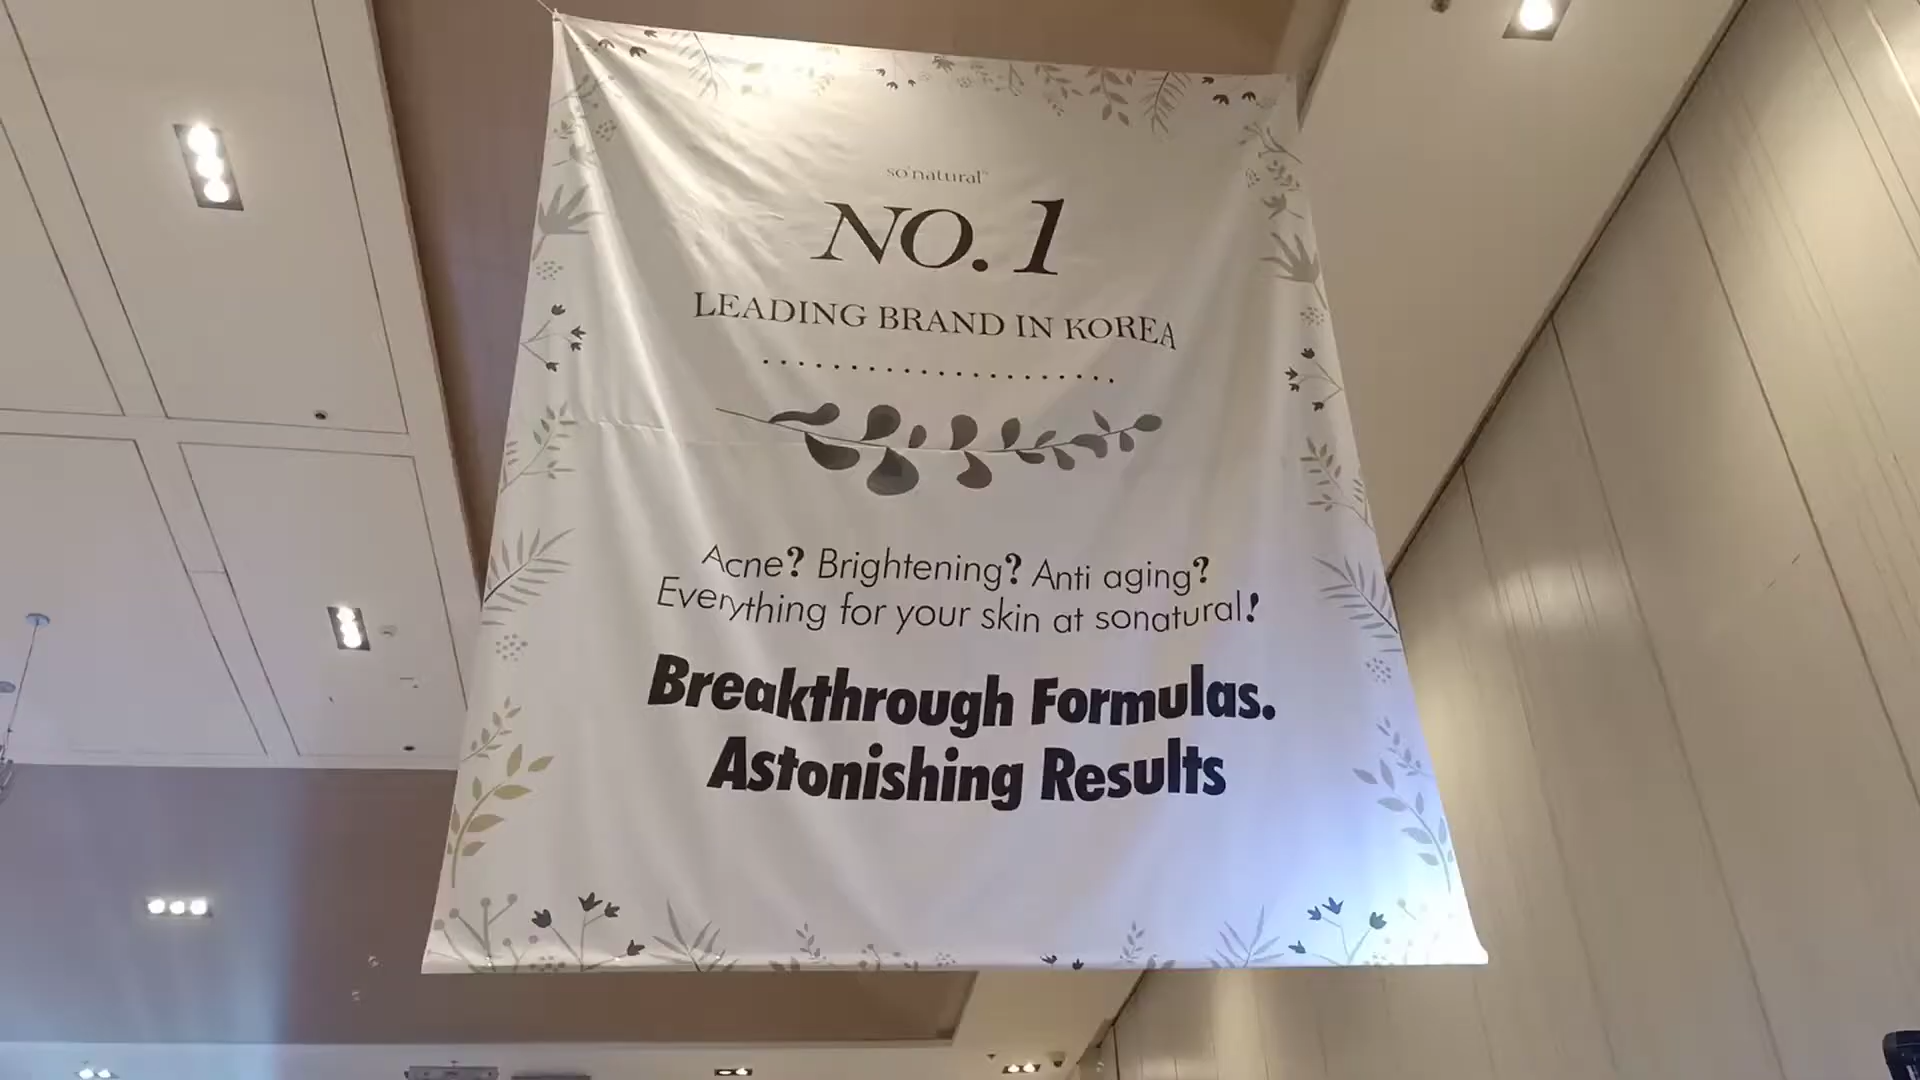 so'natural™
NO. 1
LEADING BRAND IN KOREA
Acne? Brightening? Anti aging?
Everything for your skin at sonatural!
Breakthrough Formulas.
Astonishing Results